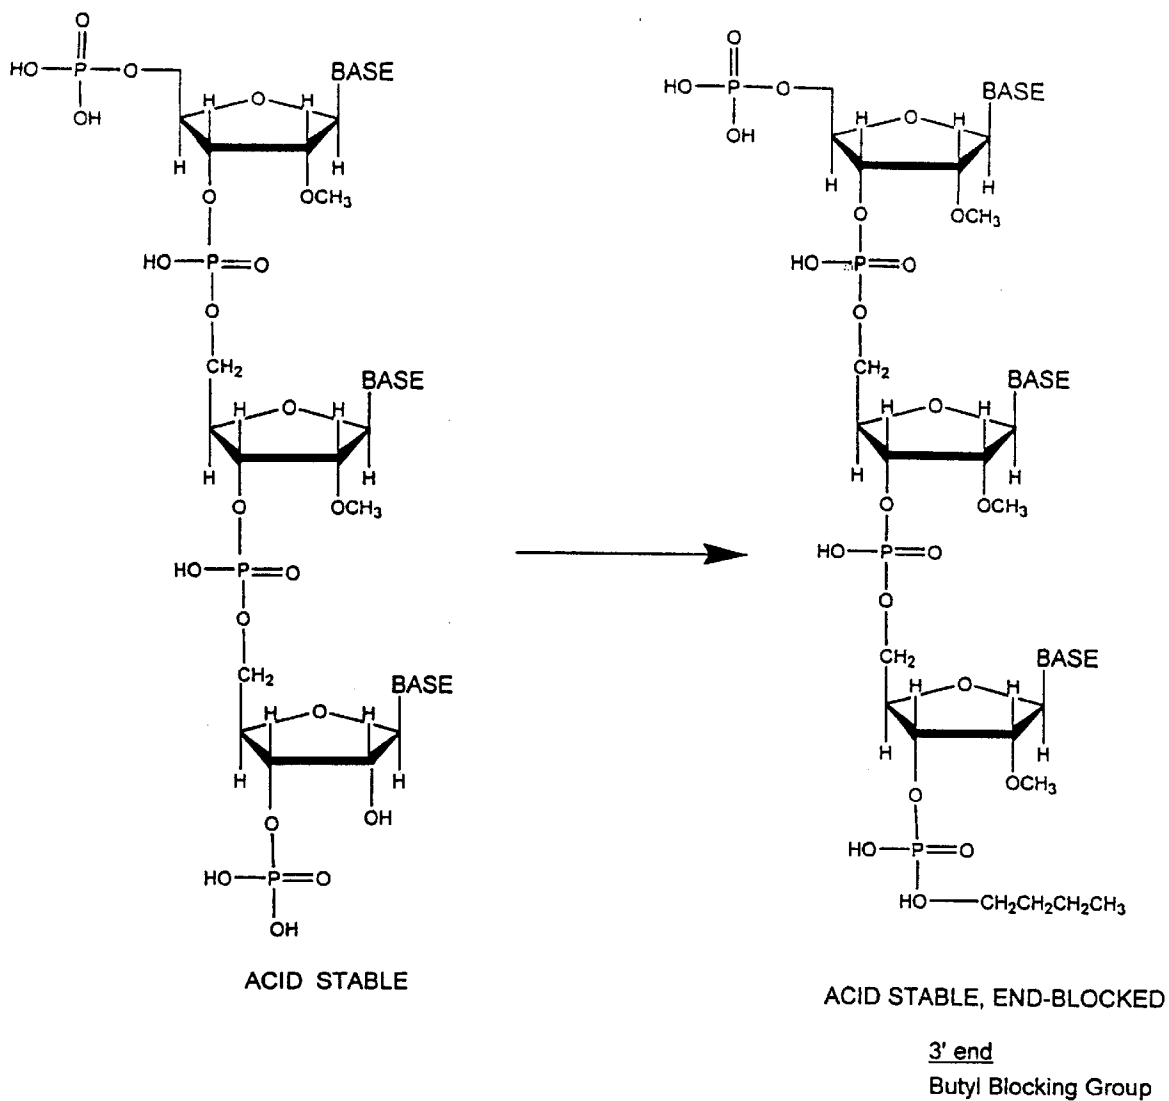 O
HO—P—O
OH
BASE
H H
O
H H
O OCH3
HO—P=O
O
CH2
BASE
H H
O
H H
O OCH3
HO—P=O
O
CH2
BASE
H H
O
H H
O OH
HO—P=O
OH
ACID STABLE
O
HO—P—O
OH
BASE
H H
O
H H
O OCH3
HO—P=O
O
CH2
BASE
H H
O
H H
O OCH3
HO—P=O
O
CH2
BASE
H H
O
H H
O OCH3
HO—P=O
HO—CH2CH2CH2CH3
ACID STABLE, END-BLOCKED
3' end
Butyl Blocking Group